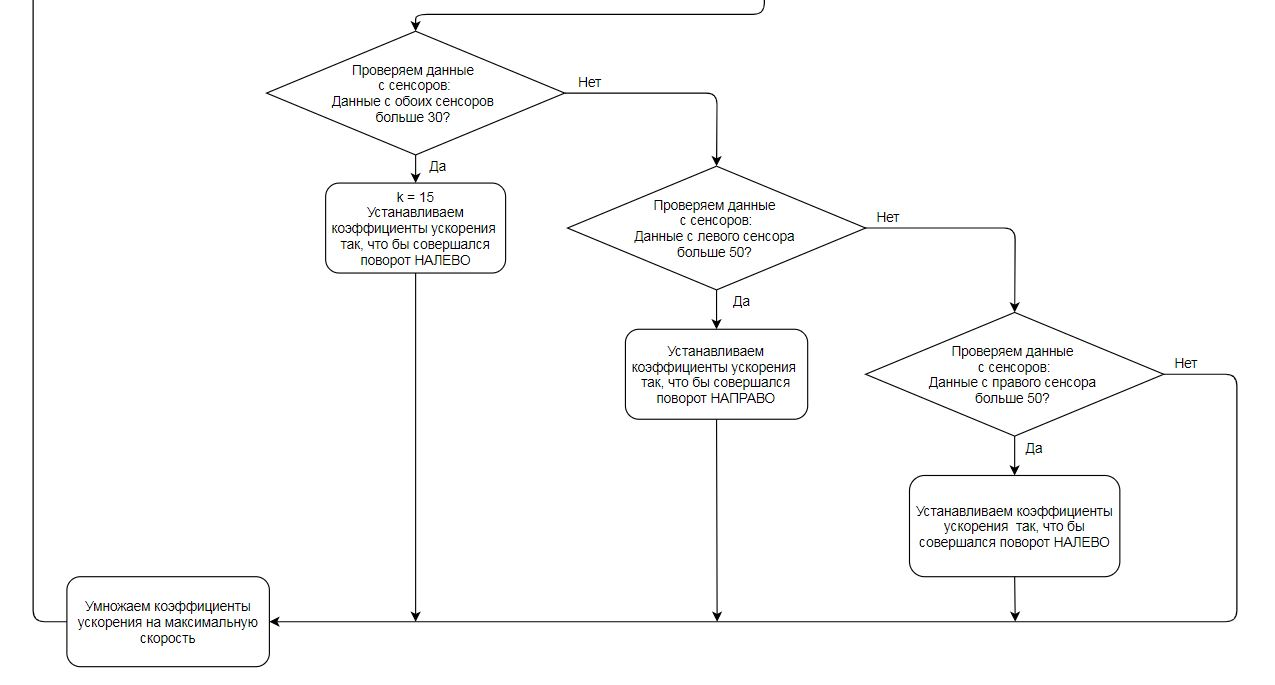 Проверяем данные
с сенсоров:
Данные с обоих сенсоров
больше 30?
Нет
Да
k = 15
Устанавливаем
коэффициенты ускорения
так, что бы совершался
поворот НАЛЕВО
Проверяем данные
с сенсоров:
Данные с левого сенсора
больше 50?
Нет
Да
Устанавливаем
коэффициенты ускорения
так, что бы совершался
поворот НАПРАВО
Проверяем данные
с сенсоров:
Данные с правого сенсора
больше 50?
Нет
Да
Устанавливаем коэффициенты
ускорения  так, что бы
совершался поворот НАЛЕВО
Умножаем коэффициенты
ускорения на максимальную
скорость